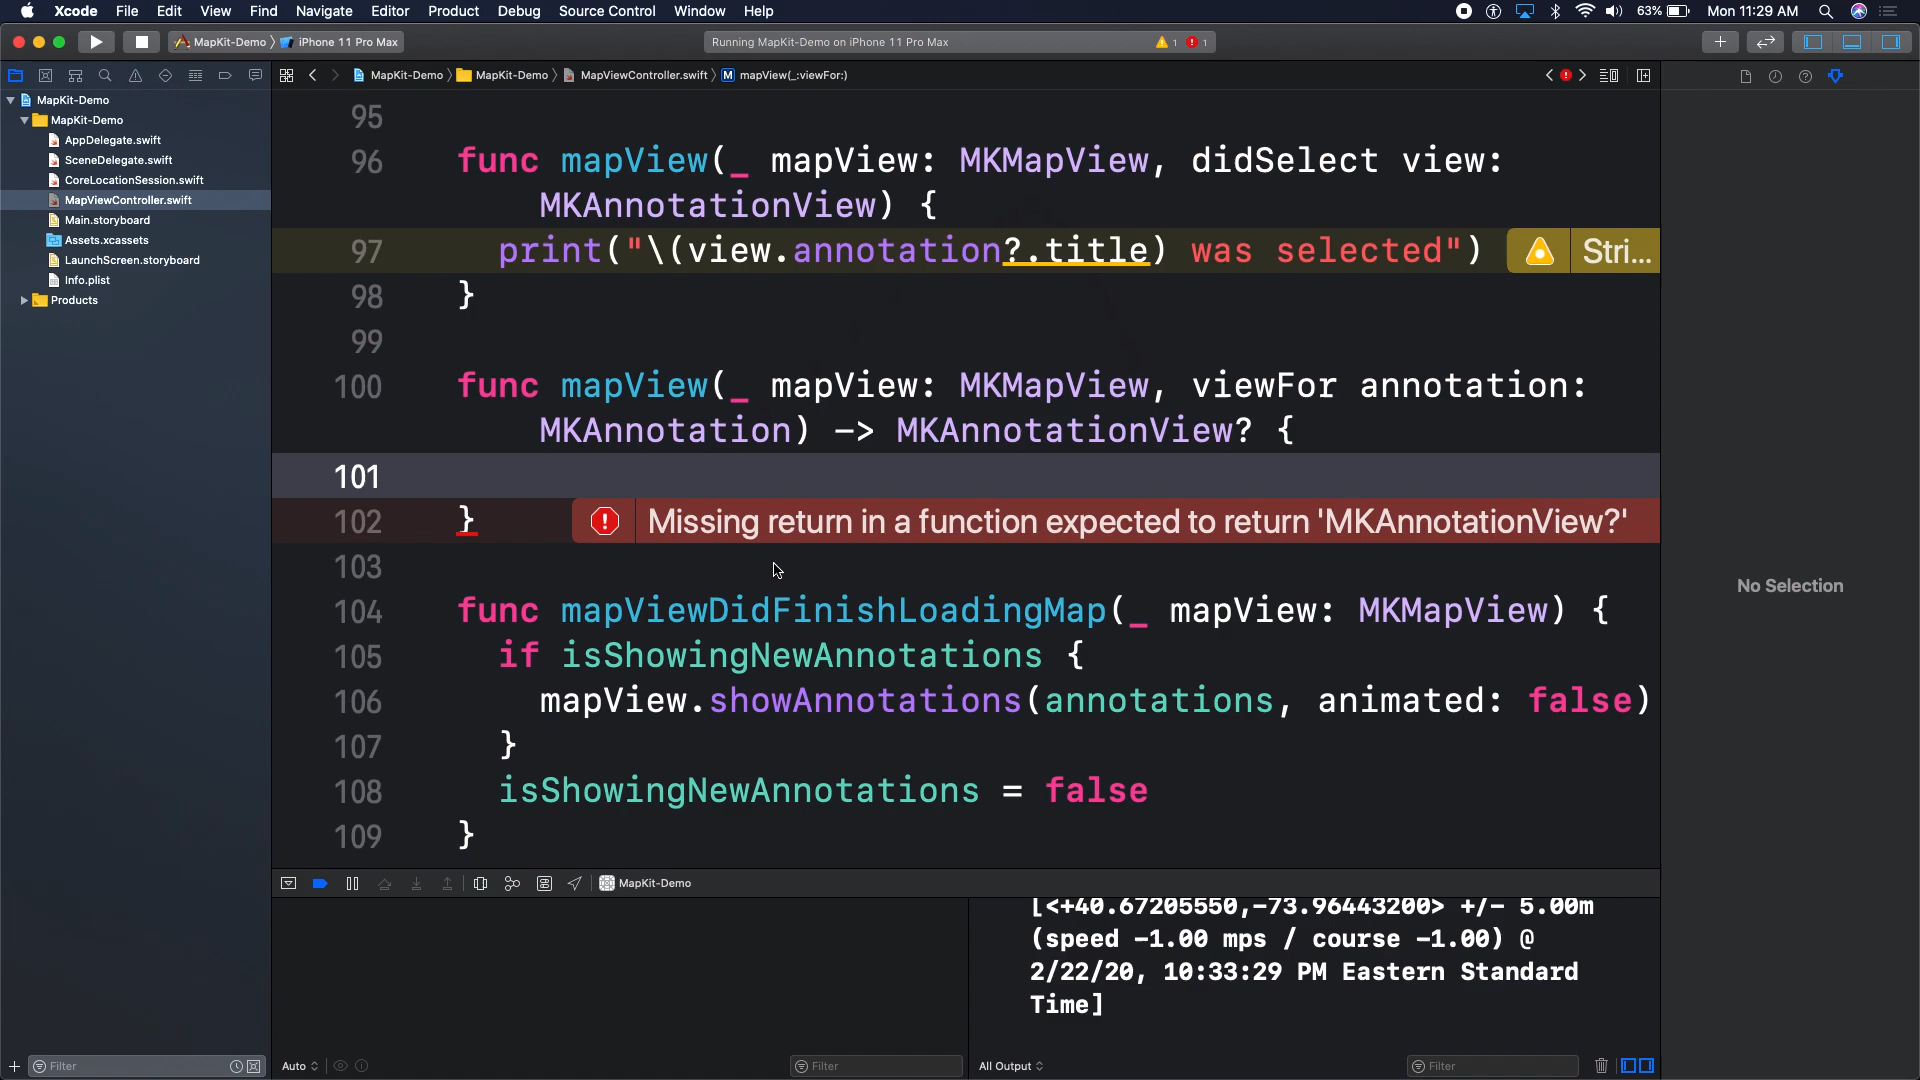 Xcode File Edit View Find Navigate Editor Product Debug Source Control Window Help 63% Mon 11:29 AM
MapKit-Demo iPhone 11 Pro Max Running MapKit-Demo on iPhone 11 Pro Max 1 1
MapKit-Demo MapKit-Demo MapViewController.swift M mapView(_:viewFor:)
MapKit-Demo
MapKit-Demo
AppDelegate.swift
SceneDelegate.swift
CoreLocationSession.swift
MapViewController.swift
Main.storyboard
Assets.xcassets
LaunchScreen.storyboard
Info.plist
Products
95
96 func mapView(_ mapView: MKMapView, didSelect view:
MKAnnotationView) {
97 print("\(view.annotation?.title) was selected") Stri...
98 }
99
100 func mapView(_ mapView: MKMapView, viewFor annotation:
MKAnnotation) -> MKAnnotationView? {
101
102 } Missing return in a function expected to return 'MKAnnotationView?'
103
104 func mapViewDidFinishLoadingMap(_ mapView: MKMapView) {
105 if isShowingNewAnnotations {
106 mapView.showAnnotations(annotations, animated: false)
107 }
108 isShowingNewAnnotations = false
109 }
No Selection
MapKit-Demo
[<+40.67205550,-73.96443200> +/- 5.00m
(speed -1.00 mps / course -1.00) @
2/22/20, 10:33:29 PM Eastern Standard
Time]
Filter Auto Filter All Output Filter